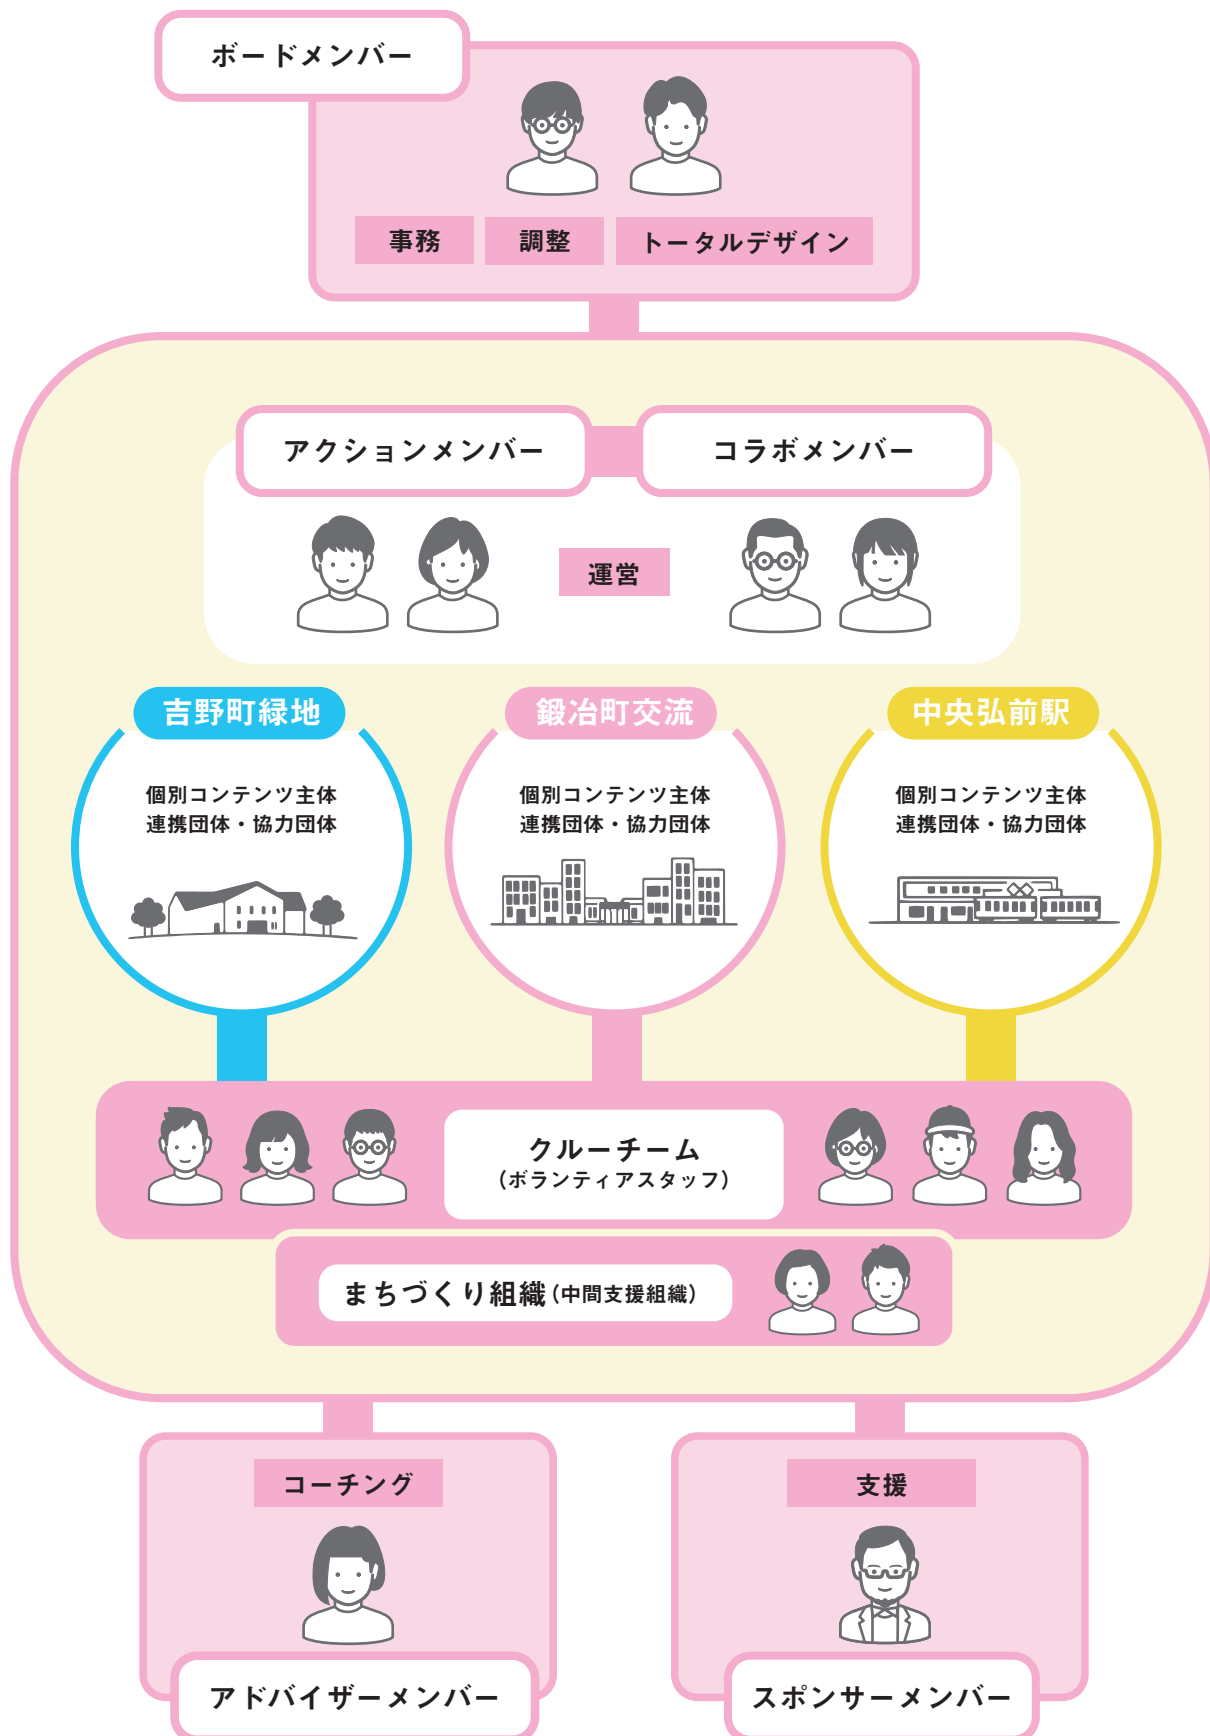 ボードメンバー
事務
調整
トータルデザイン
アクションメンバー
コラボメンバー
運営
吉野町緑地
個別コンテンツ主体
連携団体・協力団体
鍛冶町交流
個別コンテンツ主体
連携団体・協力団体
中央弘前駅
個別コンテンツ主体
連携団体・協力団体
クルーチーム
（ボランティアスタッフ）
まちづくり組織（中間支援組織）
コーチング
アドバイザーメンバー
支援
スポンサーメンバー